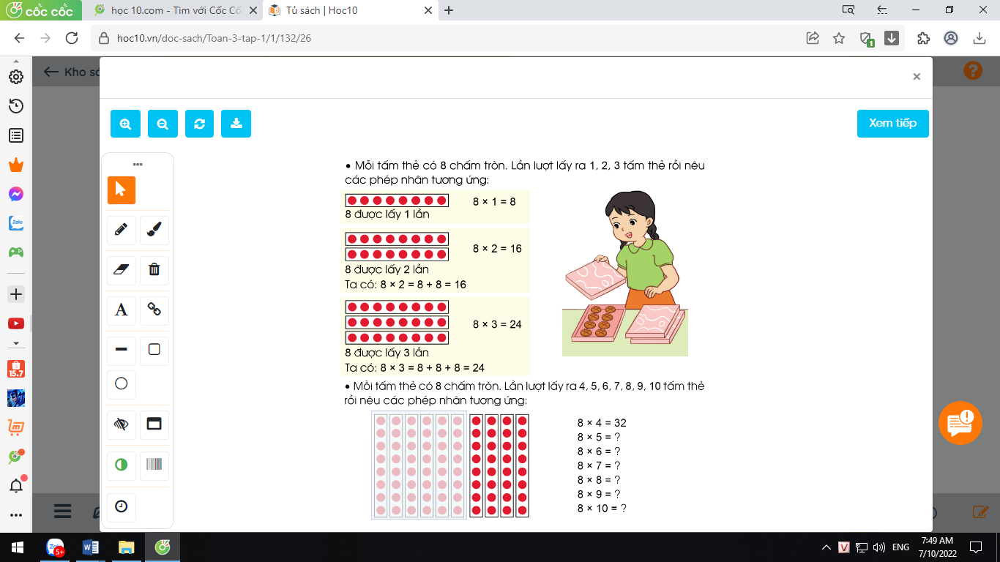 cốc cốc
học 10.com - Tìm với Cốc Cố
Tủ sách | Hoc10
hoc10.vn/doc-sach/Toan-3-tap-1/1/132/26
1
Kho sá
×
?
Xem tiếp
• Mỗi tấm thẻ có 8 chấm tròn. Lần lượt lấy ra 1, 2, 3 tấm thẻ rồi nêu
các phép nhân tương ứng:
8 × 1 = 8
8 được lấy 1 lần
8 × 2 = 16
8 được lấy 2 lần
Ta có: 8 × 2 = 8 + 8 = 16
8 × 3 = 24
8 được lấy 3 lần
Ta có: 8 × 3 = 8 + 8 + 8 = 24
• Mỗi tấm thẻ có 8 chấm tròn. Lần lượt lấy ra 4, 5, 6, 7, 8, 9, 10 tấm thẻ
rồi nêu các phép nhân tương ứng:
8 × 4 = 32
8 × 5 = ?
8 × 6 = ?
8 × 7 = ?
8 × 8 = ?
8 × 9 = ?
8 × 10 = ?
A
Zalo
15.7
Zalo
5+
W
V
ENG
7:49 AM
7/10/2022